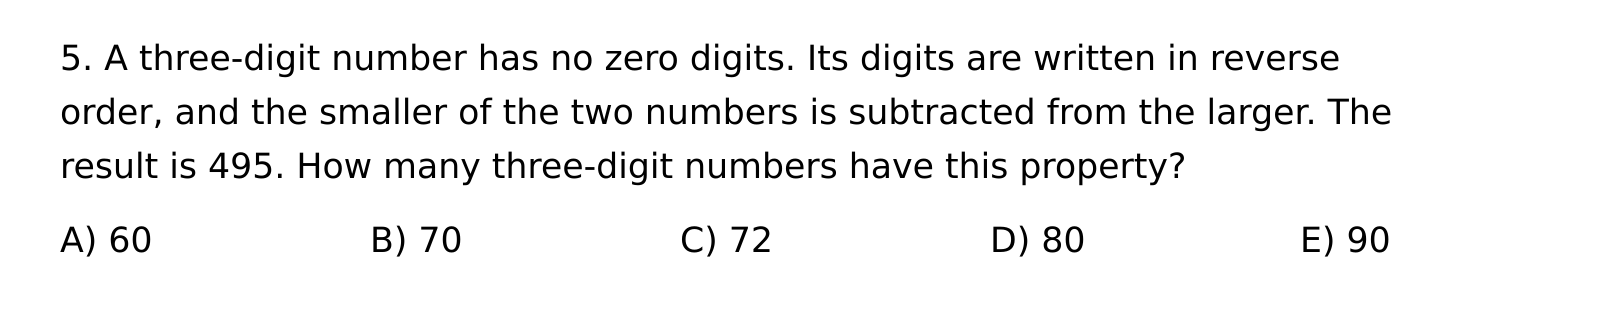 5. A three-digit number has no zero digits. Its digits are written in reverse
order, and the smaller of the two numbers is subtracted from the larger. The
result is 495. How many three-digit numbers have this property?
A) 60 B) 70 C) 72 D) 80 E) 90